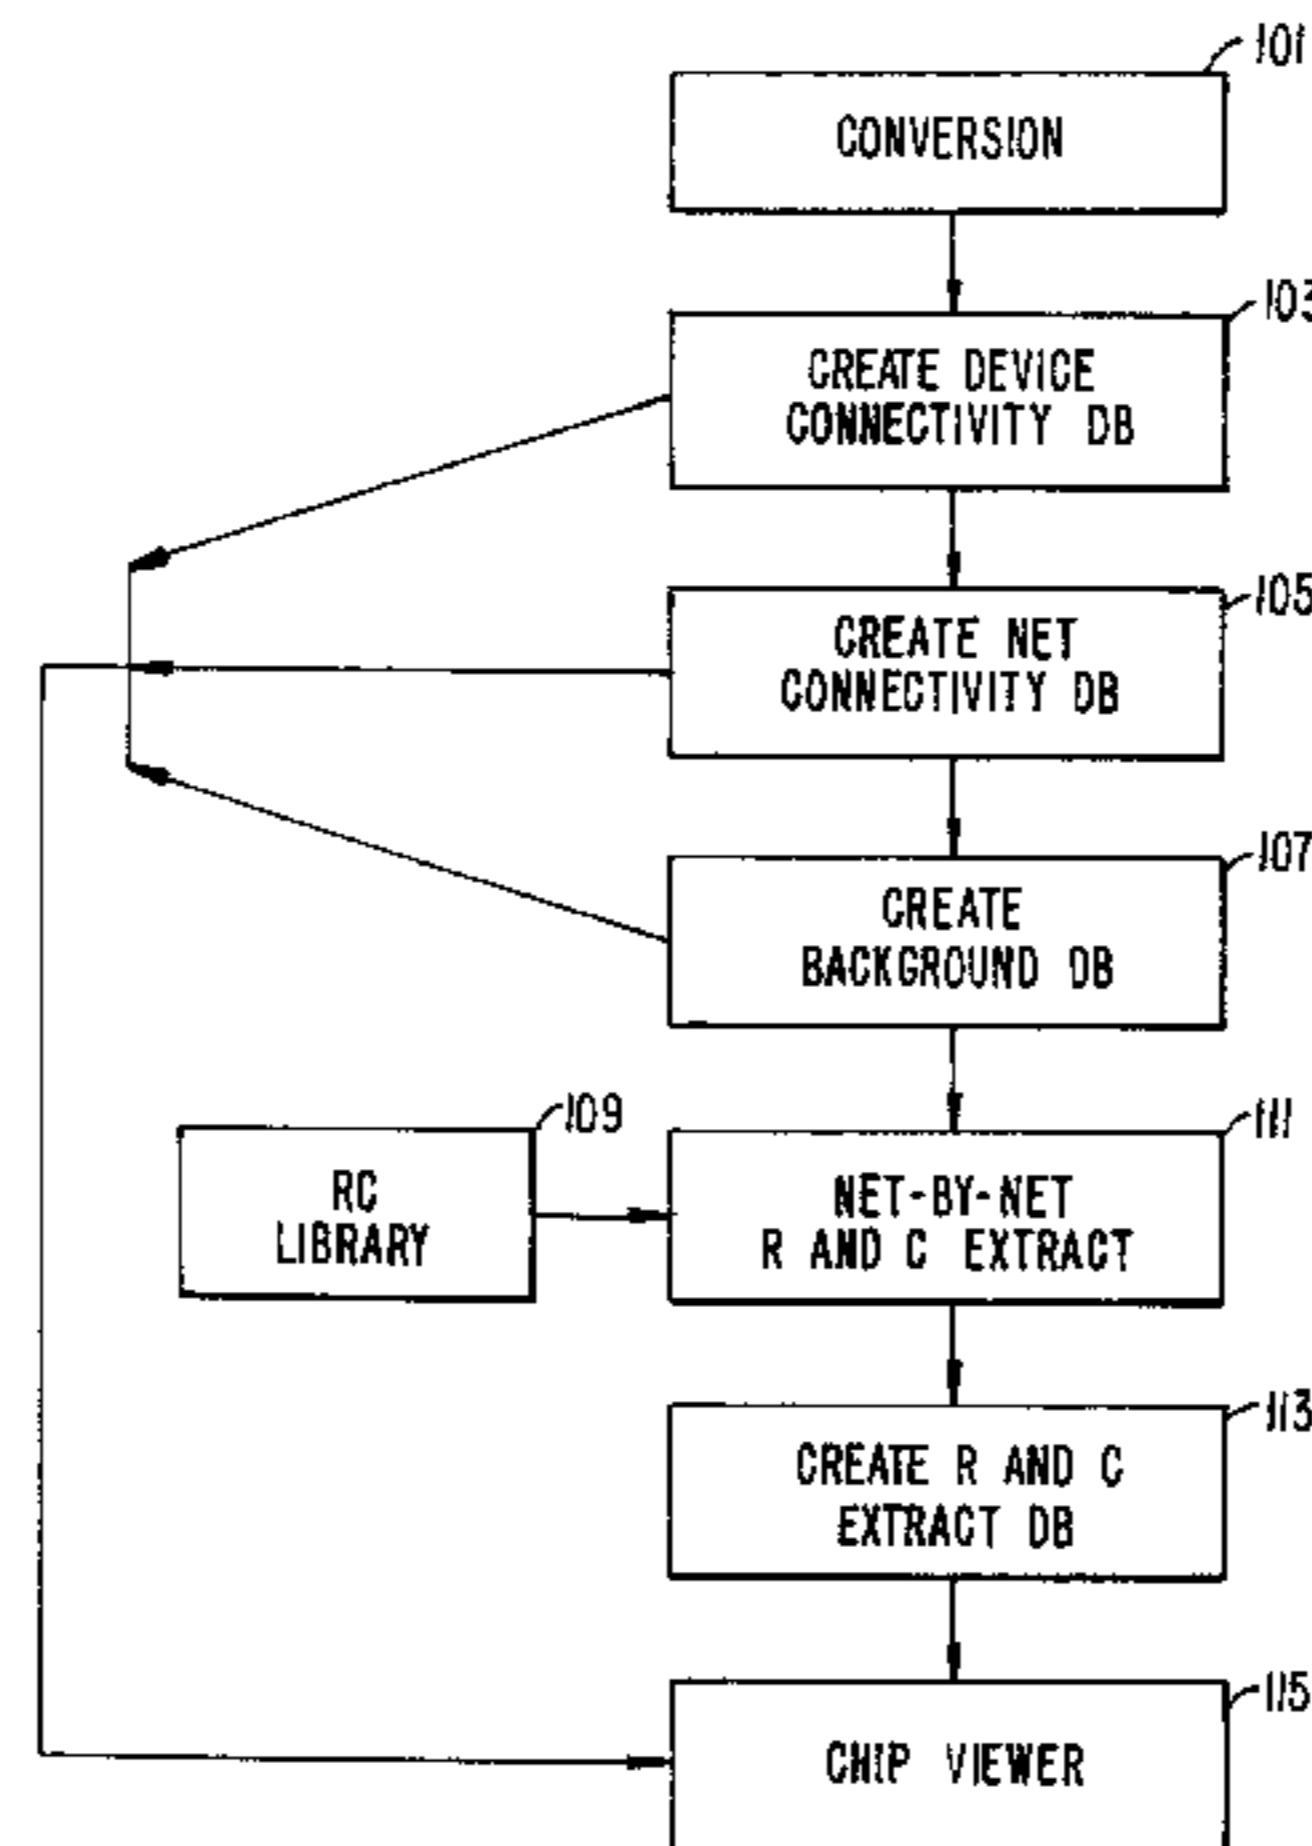 101
CONVERSION
103
CREATE DEVICE
CONNECTIVITY DB
105
CREATE NET
CONNECTIVITY DB
107
CREATE
BACKGROUND DB
109
RC
LIBRARY
111
NET-BY-NET
R AND C EXTRACT
113
CREATE R AND C
EXTRACT DB
115
CHIP VIEWER